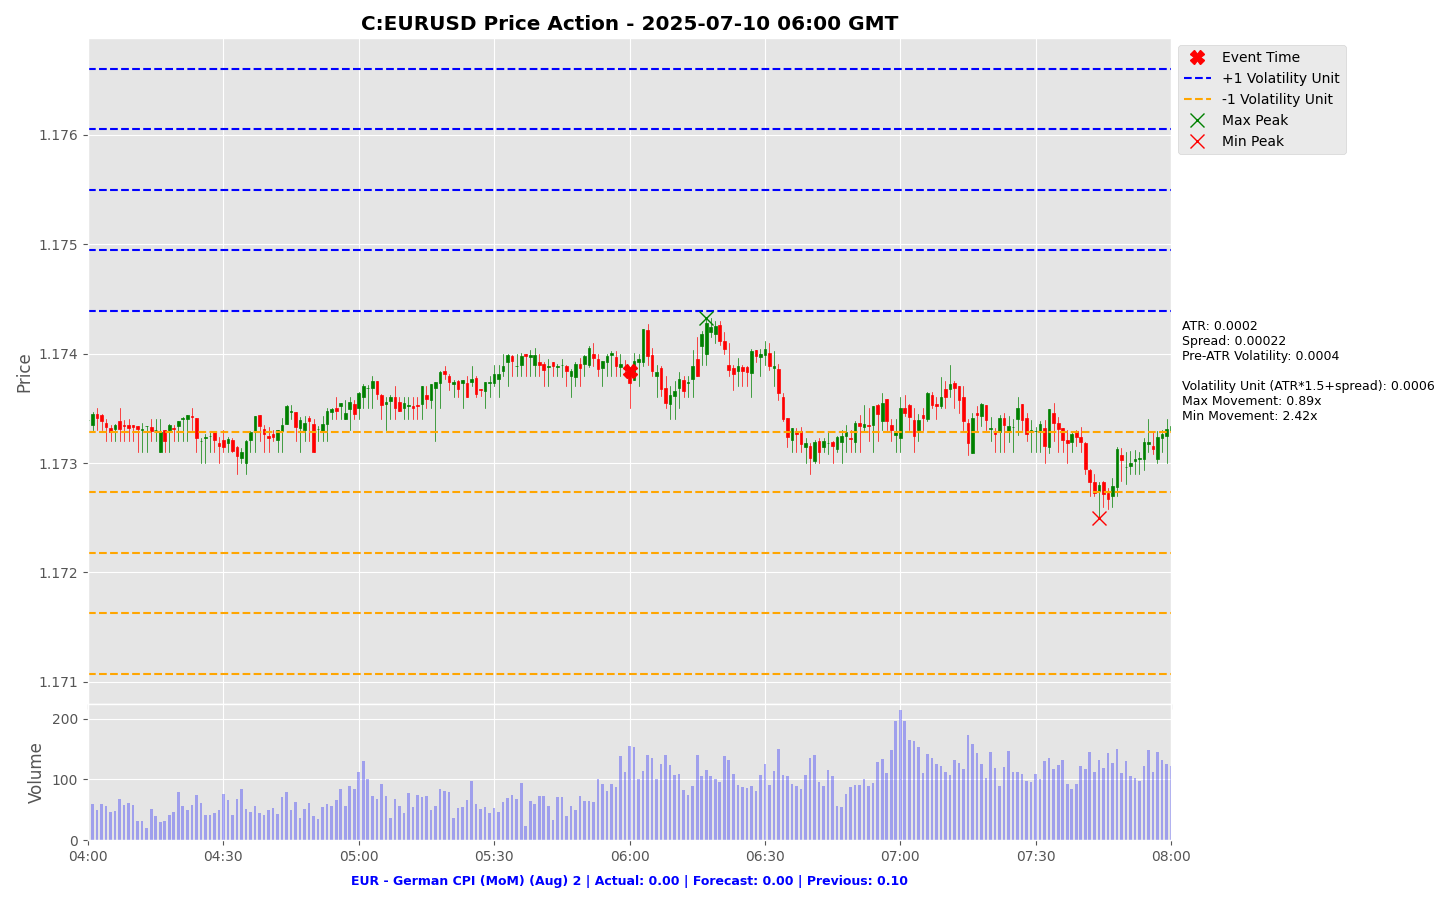 C:EURUSD Price Action - 2025-07-10 06:00 GMT
Event Time
+1 Volatility Unit
-1 Volatility Unit
Max Peak
Min Peak
1.176
1.175
1.174
1.173
1.172
1.171
Price
ATR: 0.0002
Spread: 0.00022
Pre-ATR Volatility: 0.0004
Volatility Unit (ATR*1.5+spread): 0.0006
Max Movement: 0.89x
Min Movement: 2.42x
200
100
0
Volume
04:00 04:30 05:00 05:30 06:00 06:30 07:00 07:30 08:00
EUR - German CPI (MoM) (Aug) 2 | Actual: 0.00 | Forecast: 0.00 | Previous: 0.10